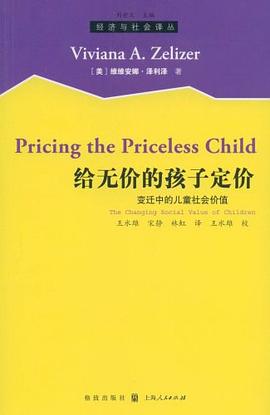 经济与社会译丛
Viviana A. Zelizer
［美］维维安娜·泽利泽 著
Pricing the Priceless Child
给无价的孩子定价
变迁中的儿童社会价值
The Changing Social Value of Children
王水雄 宋静 林虹 译 王水雄 校
格致出版社 上海人民出版社